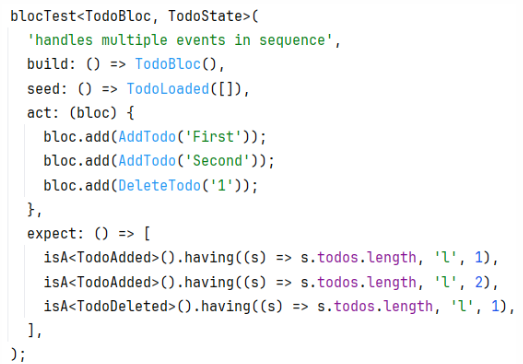 blocTest<TodoBloc, TodoState>(
  'handles multiple events in sequence',
  build: () => TodoBloc(),
  seed: () => TodoLoaded([]),
  act: (bloc) {
    bloc.add(AddTodo('First'));
    bloc.add(AddTodo('Second'));
    bloc.add(DeleteTodo('1'));
  },
  expect: () => [
    isA<TodoAdded>().having((s) => s.todos.length, 'l', 1),
    isA<TodoAdded>().having((s) => s.todos.length, 'l', 2),
    isA<TodoDeleted>().having((s) => s.todos.length, 'l', 1),
  ],
);